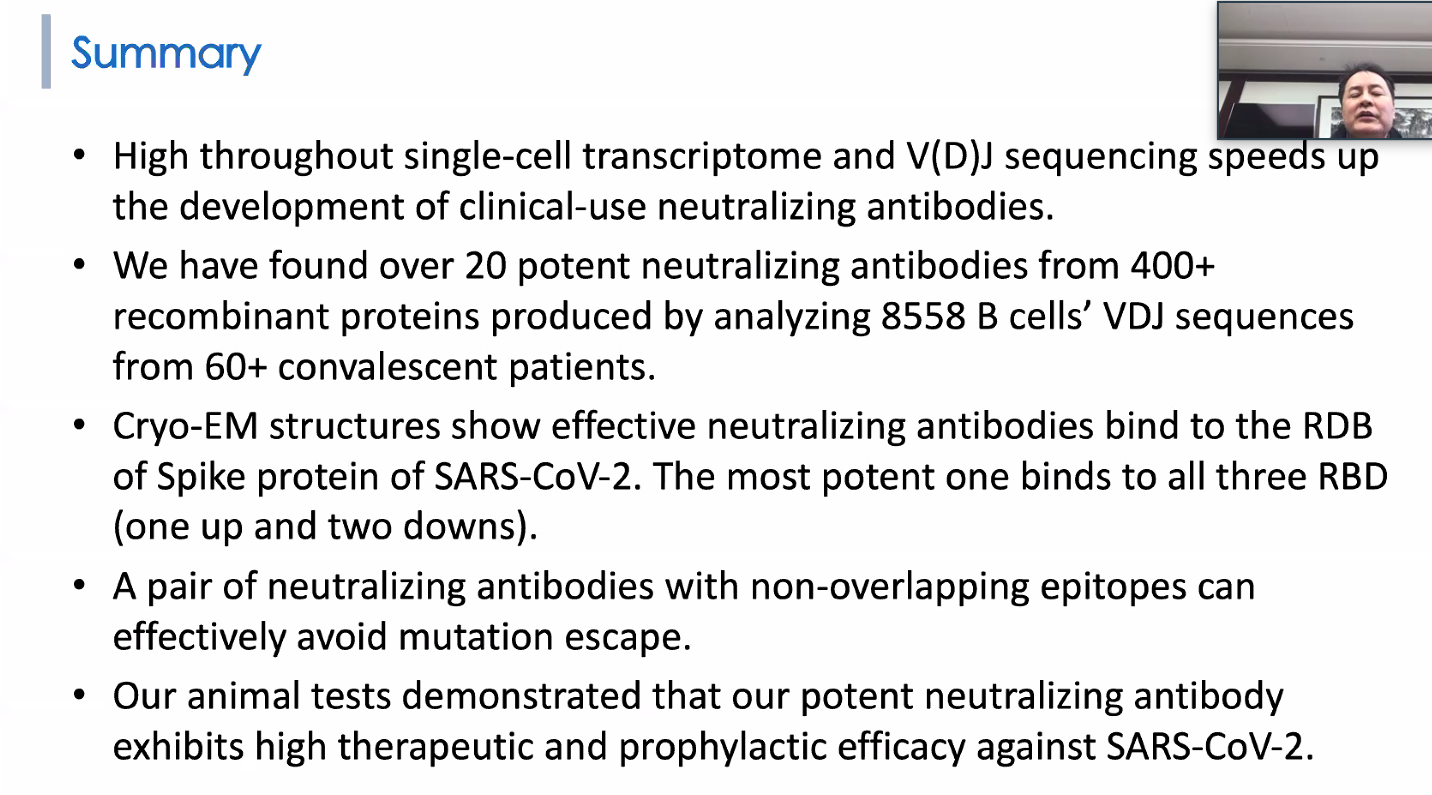 Summary
• High throughout single-cell transcriptome and V(D)J sequencing speeds up
the development of clinical-use neutralizing antibodies.
• We have found over 20 potent neutralizing antibodies from 400+
recombinant proteins produced by analyzing 8558 B cells’ VDJ sequences
from 60+ convalescent patients.
• Cryo-EM structures show effective neutralizing antibodies bind to the RDB
of Spike protein of SARS-CoV-2. The most potent one binds to all three RBD
(one up and two downs).
• A pair of neutralizing antibodies with non-overlapping epitopes can
effectively avoid mutation escape.
• Our animal tests demonstrated that our potent neutralizing antibody
exhibits high therapeutic and prophylactic efficacy against SARS-CoV-2.